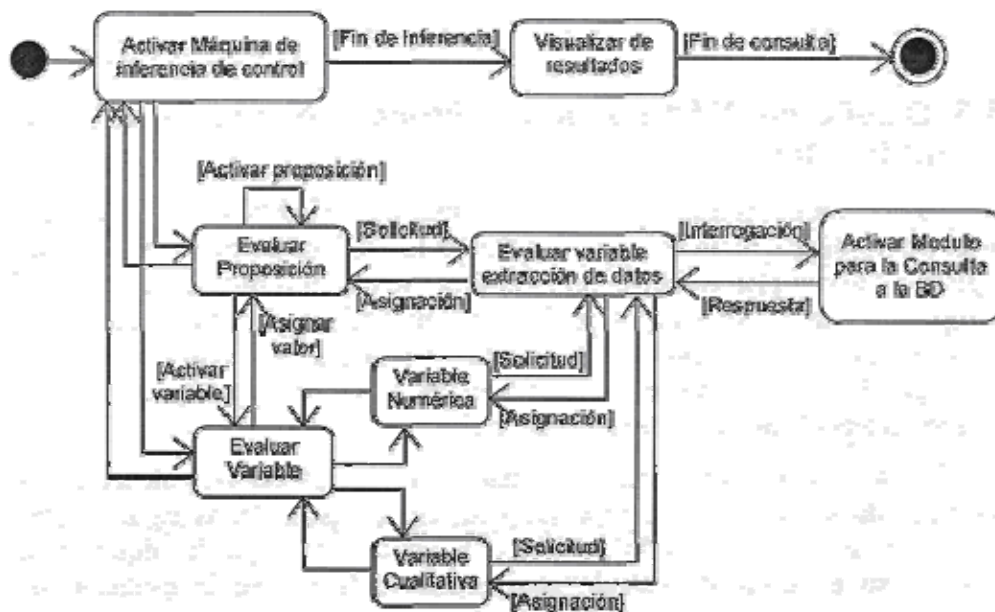 Activar Máquina de
inferencia de control
[Fin de inferencia]
Visualizar de
resultados
[Fin de consulta]
[Activar proposición]
Evaluar
Proposición
[Solicitud]
[Asignación]
Evaluar variable
extracción de datos
[Interrogación]
[Respuesta]
Activar Modulo
para la Consulta
a la BD
[Activar
variable]
[Asignar
valor]
Variable
Numérica
[Solicitud]
[Asignación]
Evaluar
Variable
Variable
Cualitativa
[Solicitud]
[Asignación]